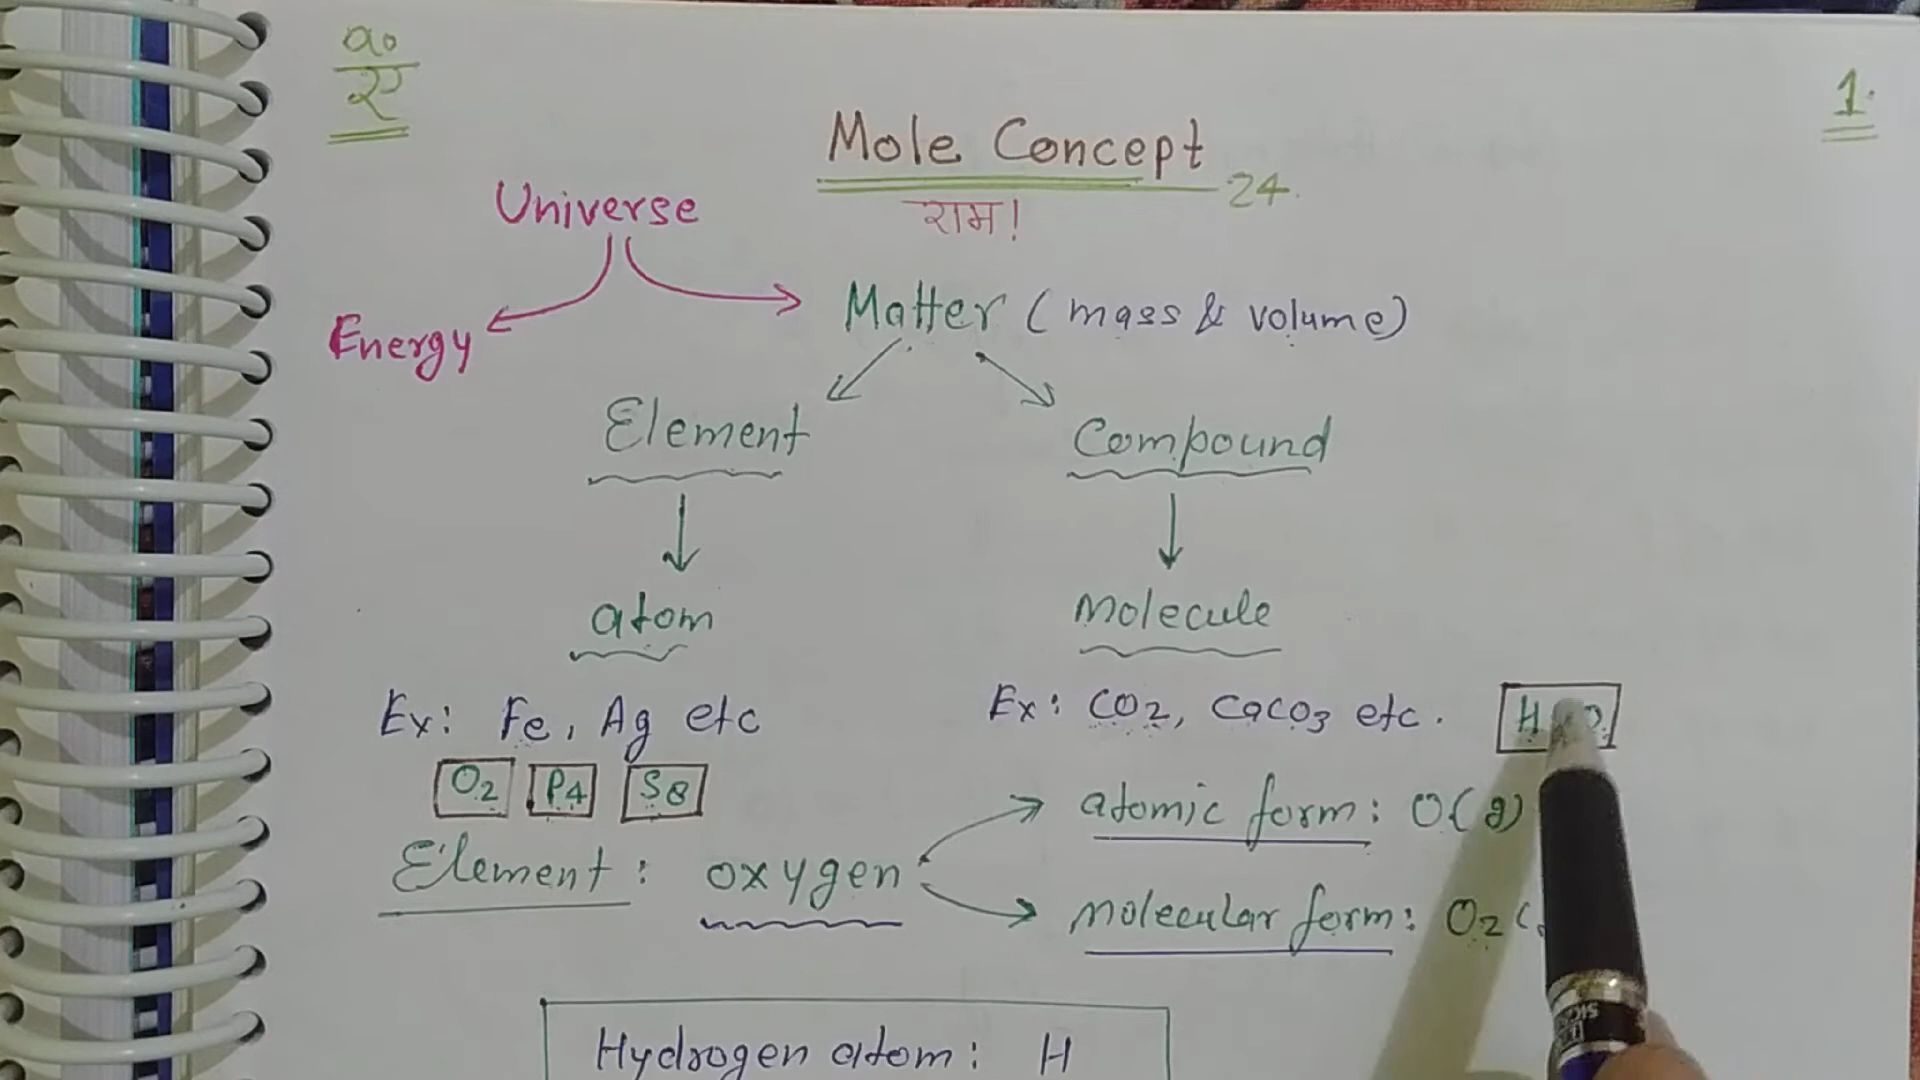 1.
Mole Concept
24.
राम!
Universe
Energy
Matter (mass & volume)
Element
Compound
atom
Molecule
Ex: Fe, Ag etc
Ex: CO2, CaCO3 etc.
O2 P4 S8
Element: oxygen
atomic form: O(g)
molecular form: O2(
Hydrogen atom: H